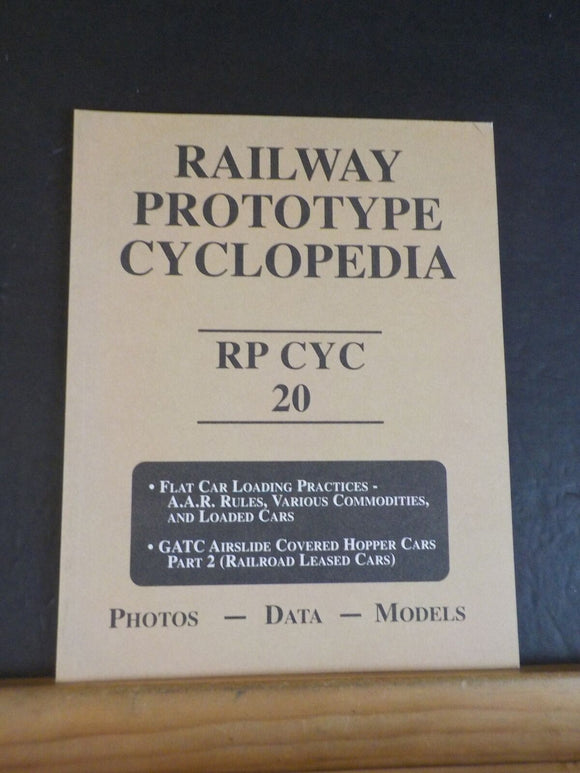 RAILWAY
PROTOTYPE
CYCLOPEDIA
RP CYC
20
• FLAT CAR LOADING PRACTICES -
A.A.R. RULES, VARIOUS COMMODITIES,
AND LOADED CARS
• GATC AIRSLIDE COVERED HOPPER CARS
PART 2 (RAILROAD LEASED CARS)
PHOTOS — DATA — MODELS